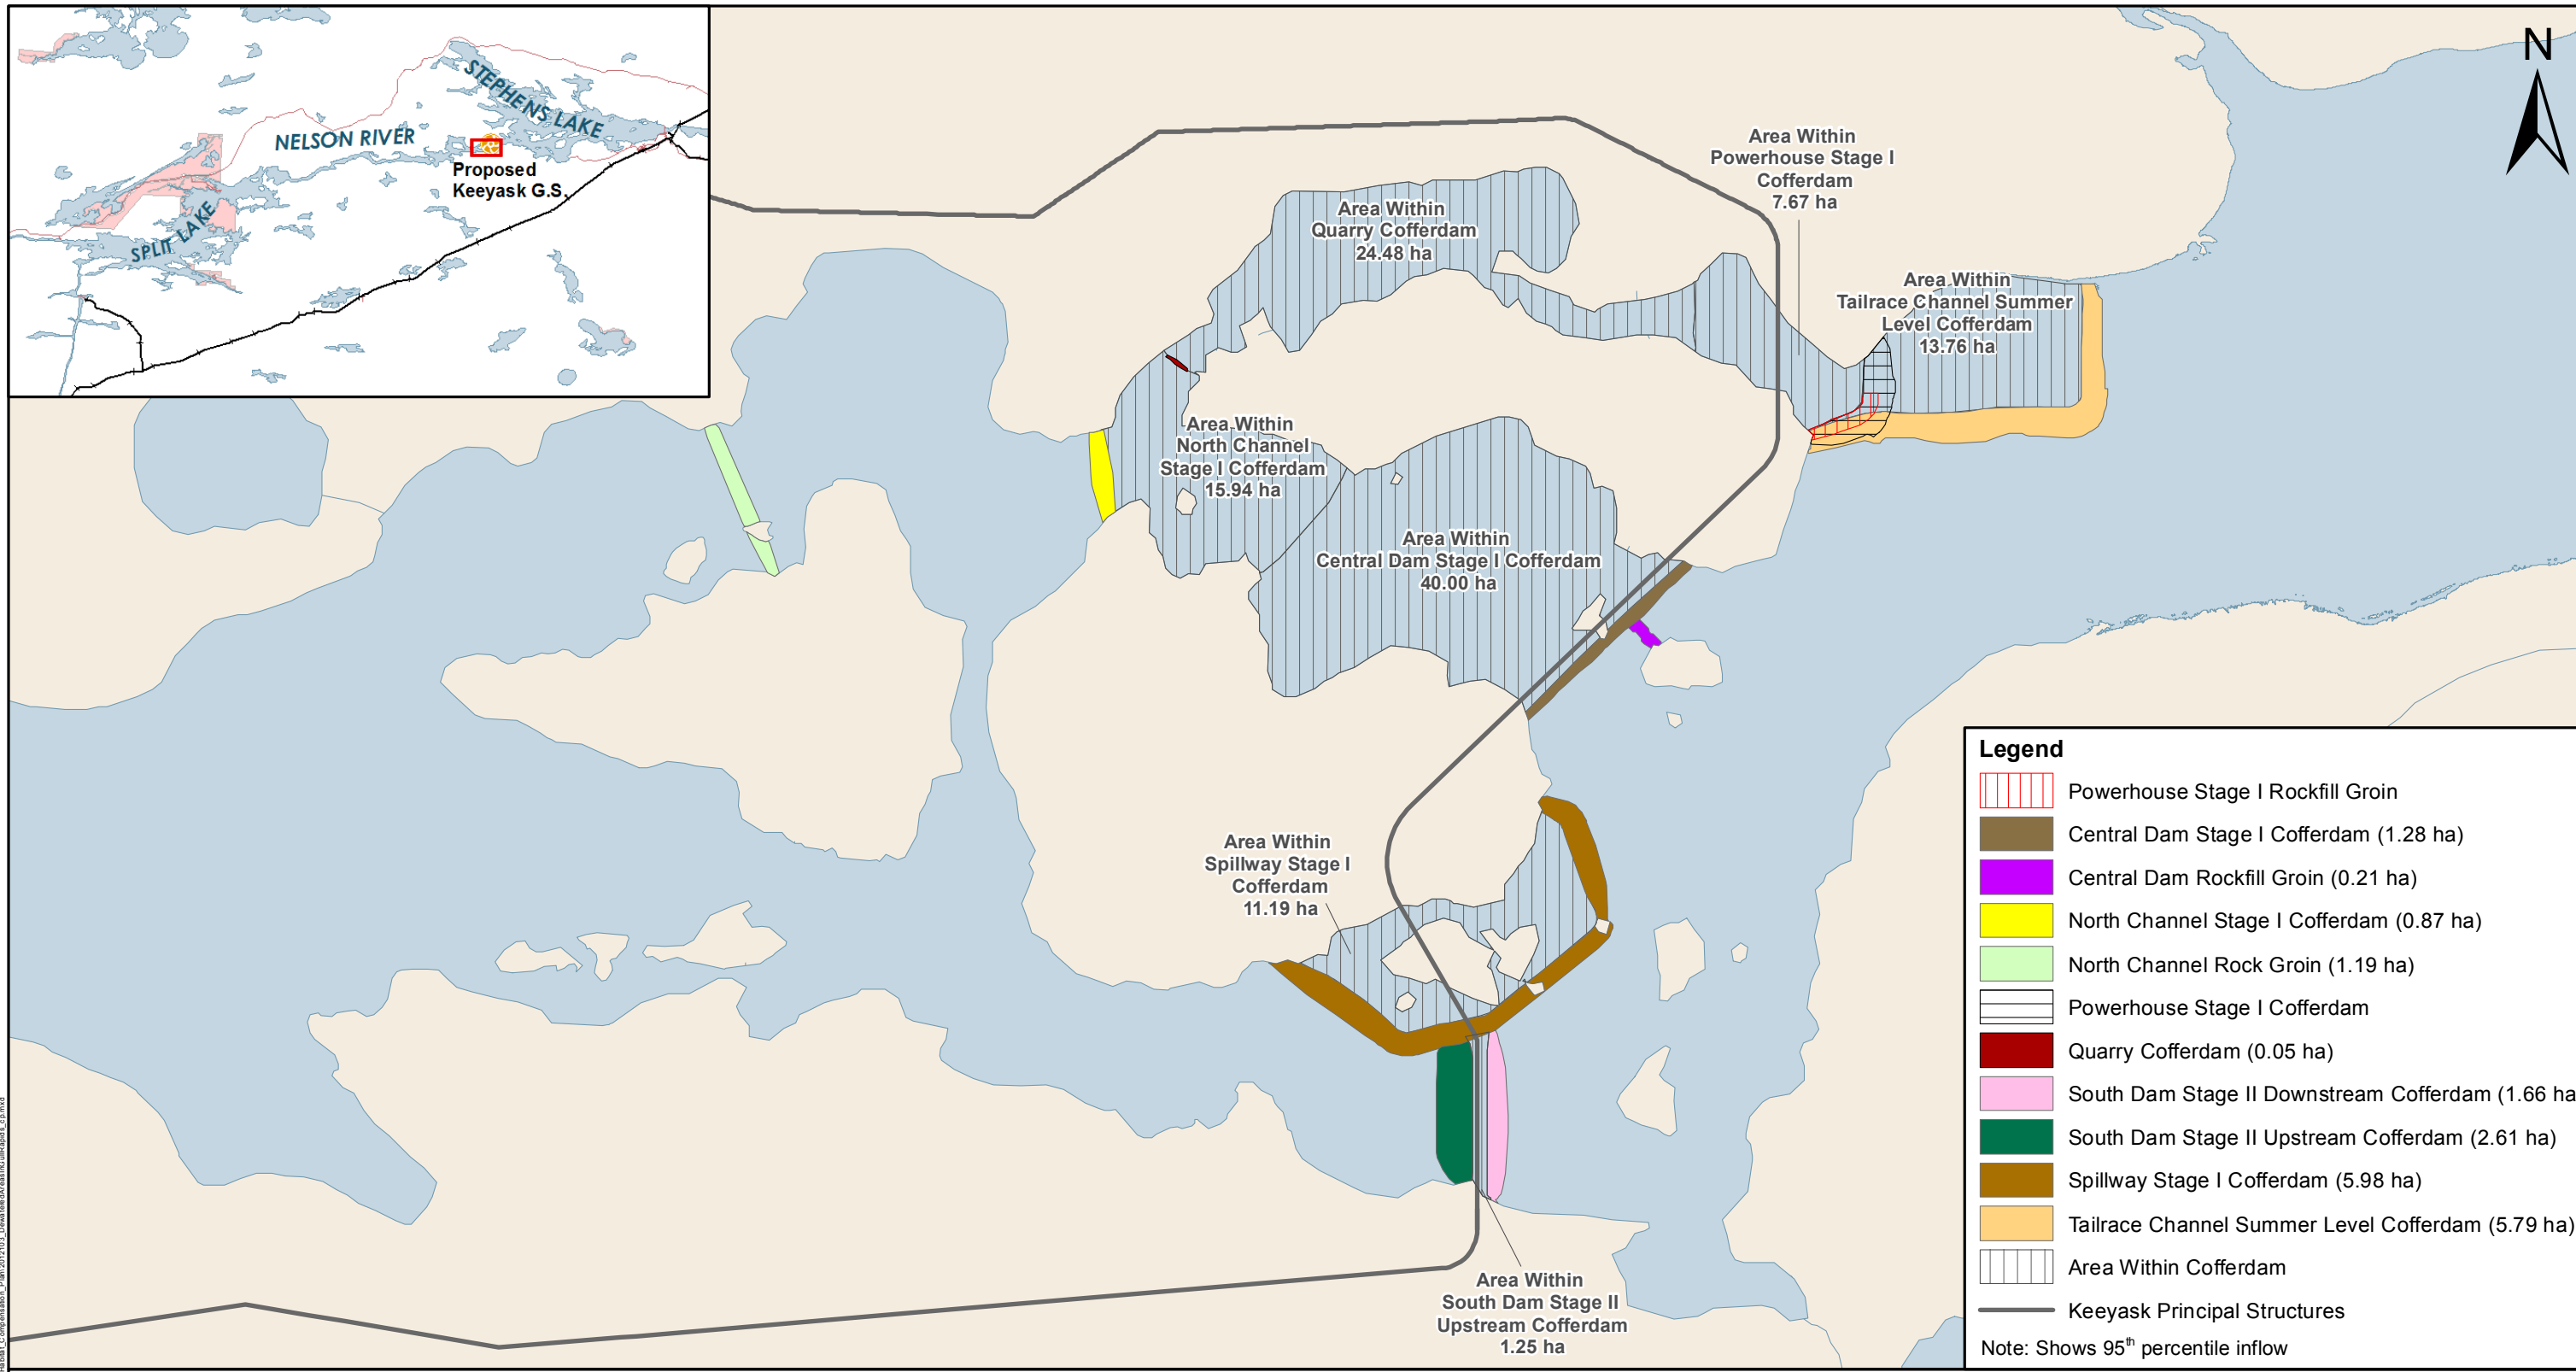 STEPHENS LAKE
NELSON RIVER
Proposed
Keeyask G.S.
SPLIT LAKE
N
Area Within
Powerhouse Stage I
Cofferdam
7.67 ha
Area Within
Quarry Cofferdam
24.48 ha
Area Within
Tailrace Channel Summer
Level Cofferdam
13.76 ha
Area Within
North Channel
Stage I Cofferdam
15.94 ha
Area Within
Central Dam Stage I Cofferdam
40.00 ha
Area Within
Spillway Stage I
Cofferdam
11.19 ha
Area Within
South Dam Stage II
Upstream Cofferdam
1.25 ha
Legend
Powerhouse Stage I Rockfill Groin
Central Dam Stage I Cofferdam (1.28 ha)
Central Dam Rockfill Groin (0.21 ha)
North Channel Stage I Cofferdam (0.87 ha)
North Channel Rock Groin (1.19 ha)
Powerhouse Stage I Cofferdam
Quarry Cofferdam (0.05 ha)
South Dam Stage II Downstream Cofferdam (1.66 ha
South Dam Stage II Upstream Cofferdam (2.61 ha)
Spillway Stage I Cofferdam (5.98 ha)
Tailrace Channel Summer Level Cofferdam (5.79 ha)
Area Within Cofferdam
Keeyask Principal Structures
Note: Shows 95th percentile inflow